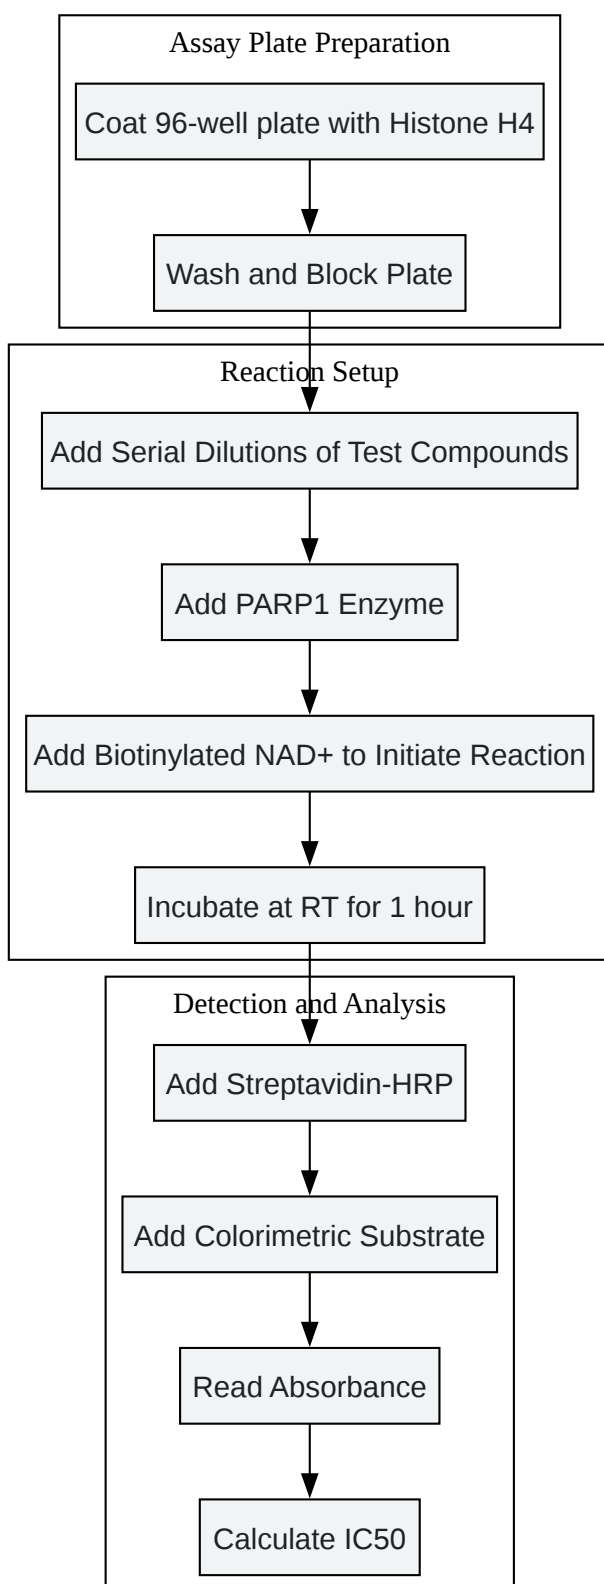 Assay Plate Preparation
Coat 96-well plate with Histone H4
Wash and Block Plate
Reaction Setup
Add Serial Dilutions of Test Compounds
Add PARP1 Enzyme
Add Biotinylated NAD+ to Initiate Reaction
Incubate at RT for 1 hour
Detection and Analysis
Add Streptavidin-HRP
Add Colorimetric Substrate
Read Absorbance
Calculate IC50